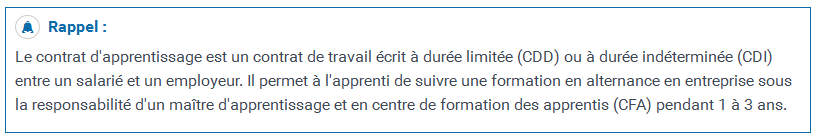 Rappel :
Le contrat d'apprentissage est un contrat de travail écrit à durée limitée (CDD) ou à durée indéterminée (CDI)
entre un salarié et un employeur. Il permet à l'apprenti de suivre une formation en alternance en entreprise sous
la responsabilité d'un maître d'apprentissage et en centre de formation des apprentis (CFA) pendant 1 à 3 ans.